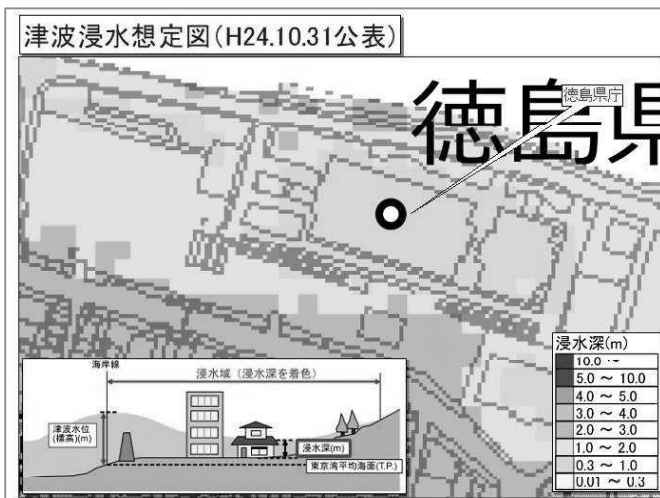 津波浸水想定図(H24.10.31公表)
徳島県
徳島県庁
浸水深(m)
10.0 ~
5.0 ~ 10.0
4.0 ~ 5.0
3.0 ~ 4.0
2.0 ~ 3.0
1.0 ~ 2.0
0.3 ~ 1.0
0.01 ~ 0.3
海岸線
浸水域(浸水深を着色)
津波水位
(標高)(m)
浸水深(m)
東京湾平均海面(T.P.)